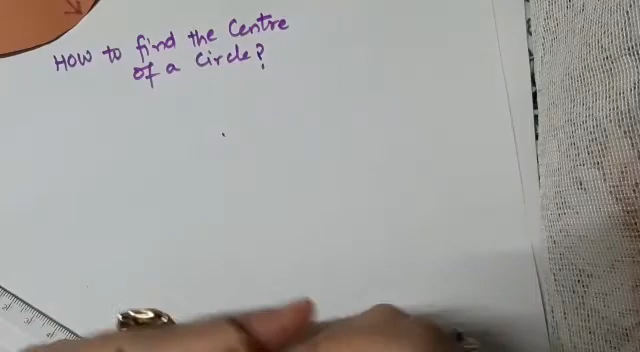 How to find the Centre
of a Circle?